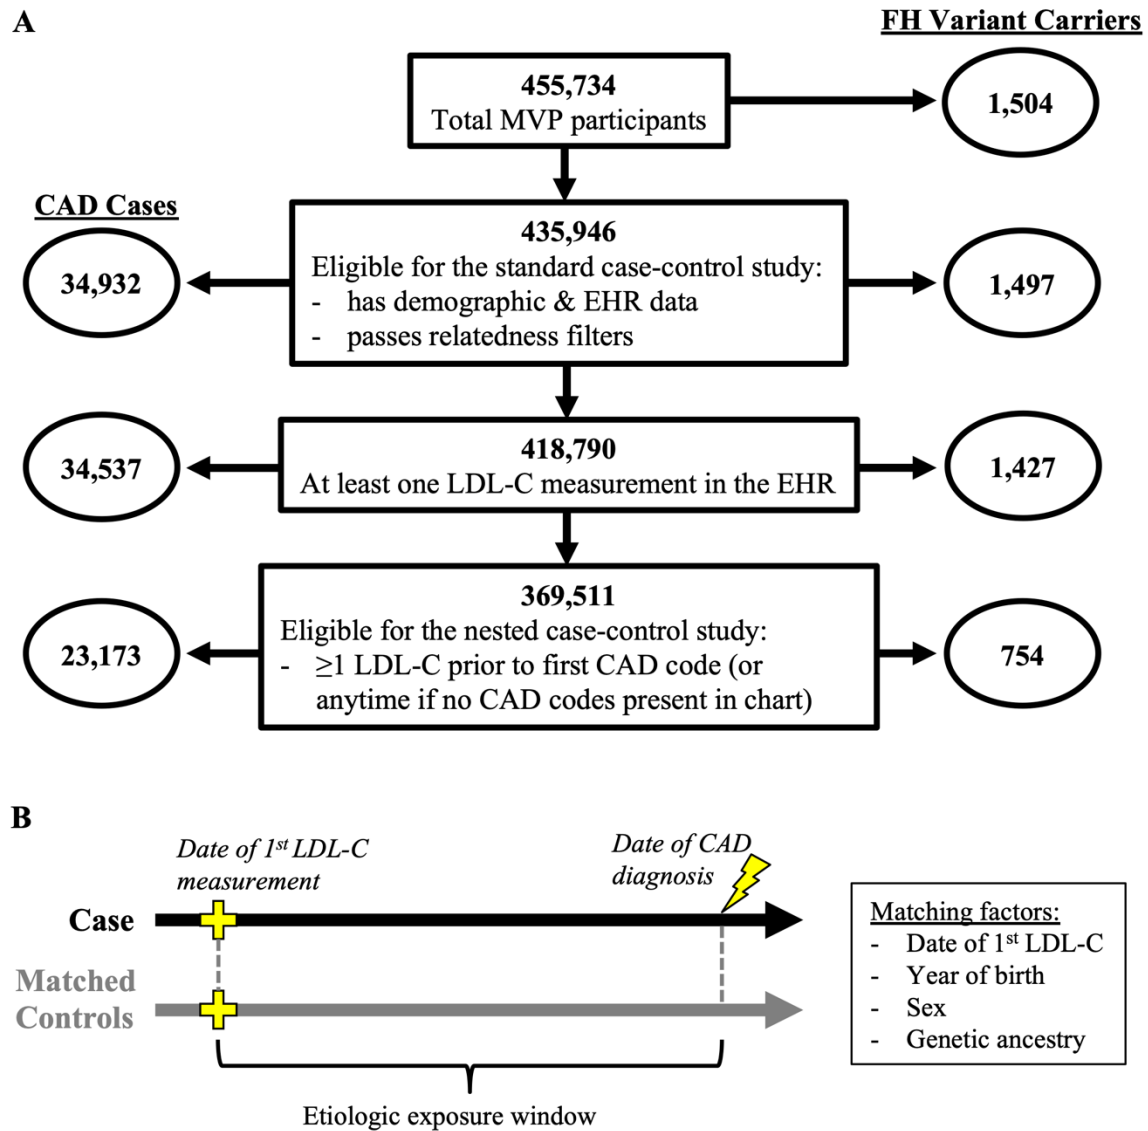 A
FH Variant Carriers
455,734
Total MVP participants
1,504
CAD Cases
435,946
Eligible for the standard case-control study:
- has demographic & EHR data
- passes relatedness filters
34,932
1,497
418,790
At least one LDL-C measurement in the EHR
34,537
1,427
369,511
Eligible for the nested case-control study:
- ≥1 LDL-C prior to first CAD code (or
anytime if no CAD codes present in chart)
23,173
754
B
Date of 1st LDL-C
measurement
Date of CAD
diagnosis
Case
Matched
Controls
Etiologic exposure window
Matching factors:
- Date of 1st LDL-C
- Year of birth
- Sex
- Genetic ancestry